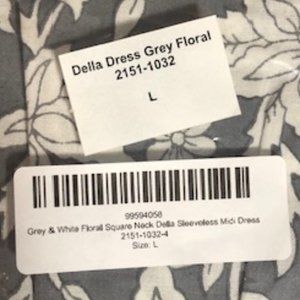 Della Dress Grey Floral
2151-1032
L
99594058
Grey & White Florall Square Neck Della Sleeveless Midi Dress
2151-1032-4
Size: L